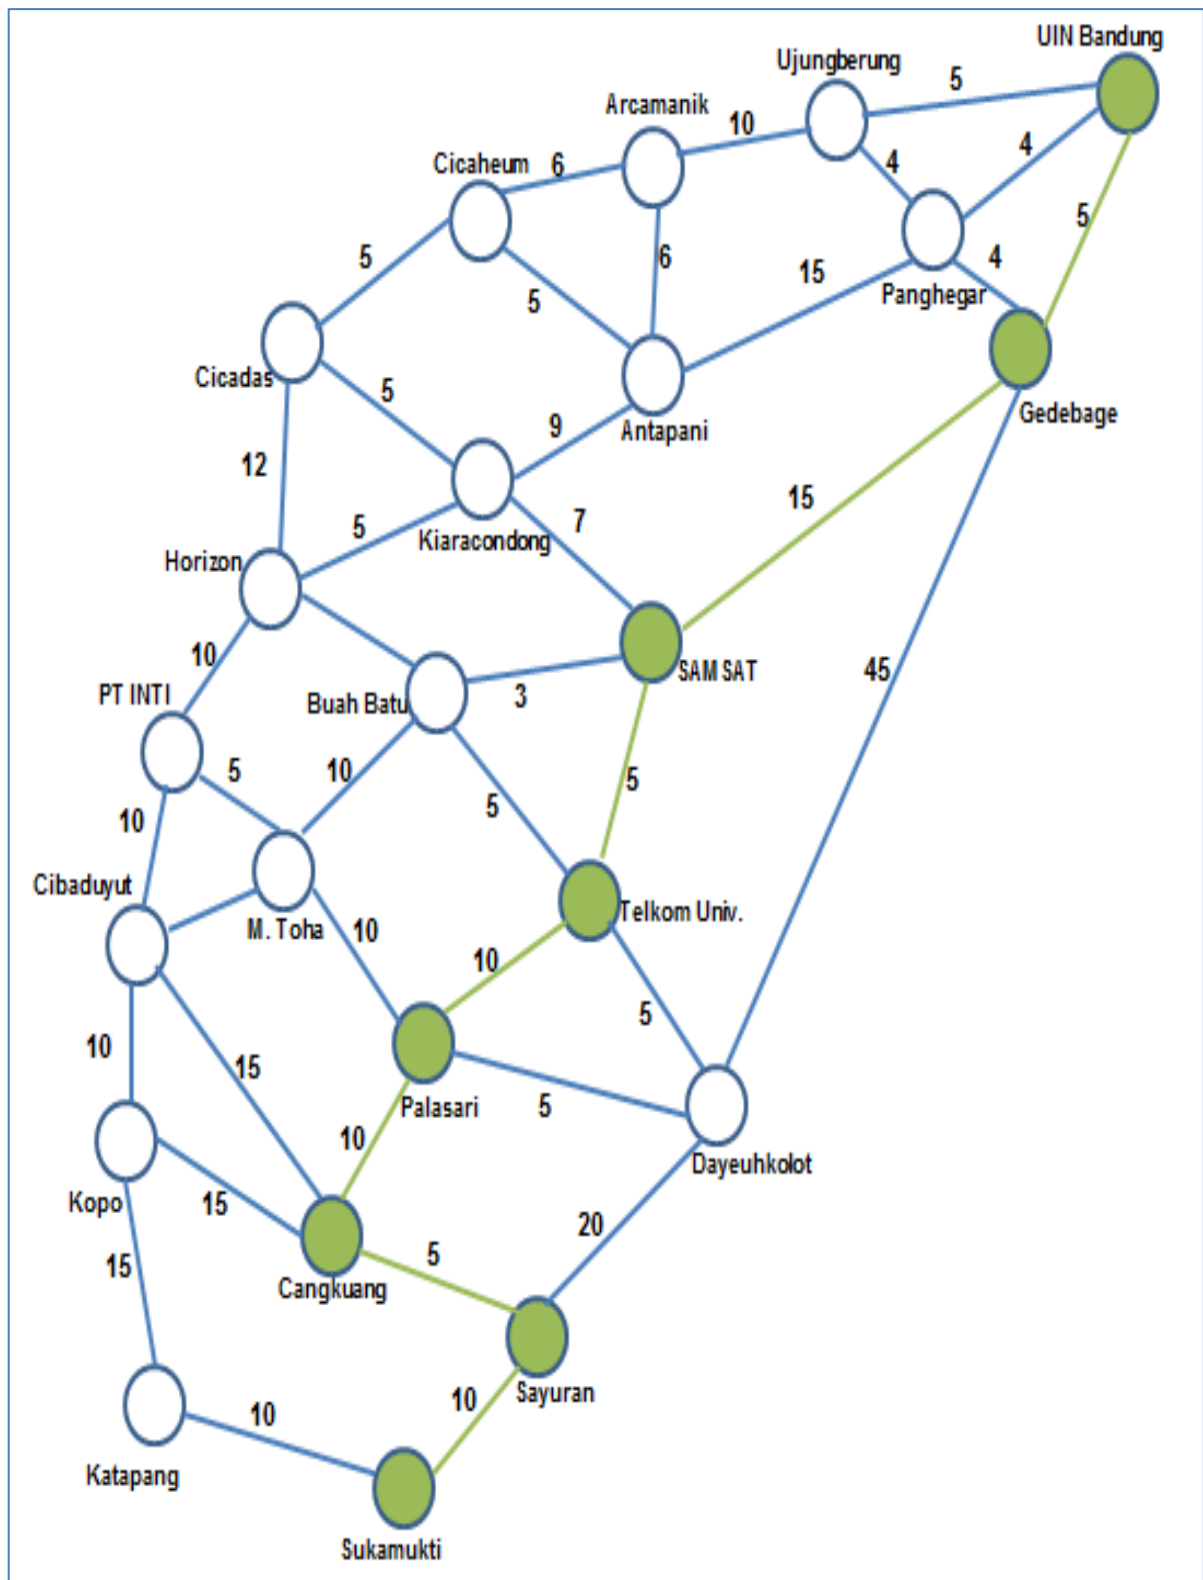 UIN Bandung
Ujungberung
5
Arcamanik
10
4
4
Cicaheum
6
5
5
6
15
4
Panghegar
5
Cicadas
5
Antapani
Gedebage
9
12
15
7
5
Kiaracondong
Horizon
10
SAM SAT
45
PT INTI
Buah Batu
3
5
10
5
5
10
Cibaduyut
Telkom Univ.
M. Toha
10
10
5
10
15
5
Palasari
10
Dayeuhkolot
Kopo
15
20
5
15
Cangkuang
Sayuran
10
10
Katapang
Sukamukti